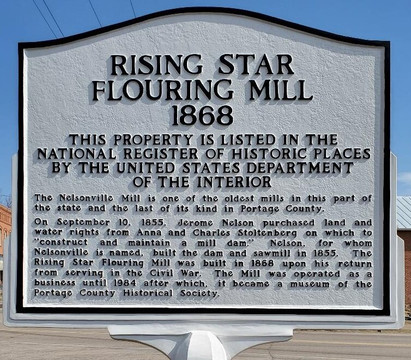 RISING STAR
FLOURING MILL
1868
THIS PROPERTY IS LISTED IN THE
NATIONAL REGISTER OF HISTORIC PLACES
BY THE UNITED STATES DEPARTMENT
OF THE INTERIOR
The Nelsonville Mill is one of the oldest mills in this part of
the state and the last of its kind in Portage County.
On September 10, 1855, Jerome Nelson purchased land and
water rights from Anna and Charles Stoltenberg on which to
"construct and maintain a mill dam." Nelson, for whom
Nelsonville is named, built the dam and sawmill in 1855. The
Rising Star Flouring Mill was built in 1868 upon his return
from serving in the Civil War. The Mill was operated as a
business until 1984 after which, it became a museum of the
Portage County Historical Society.